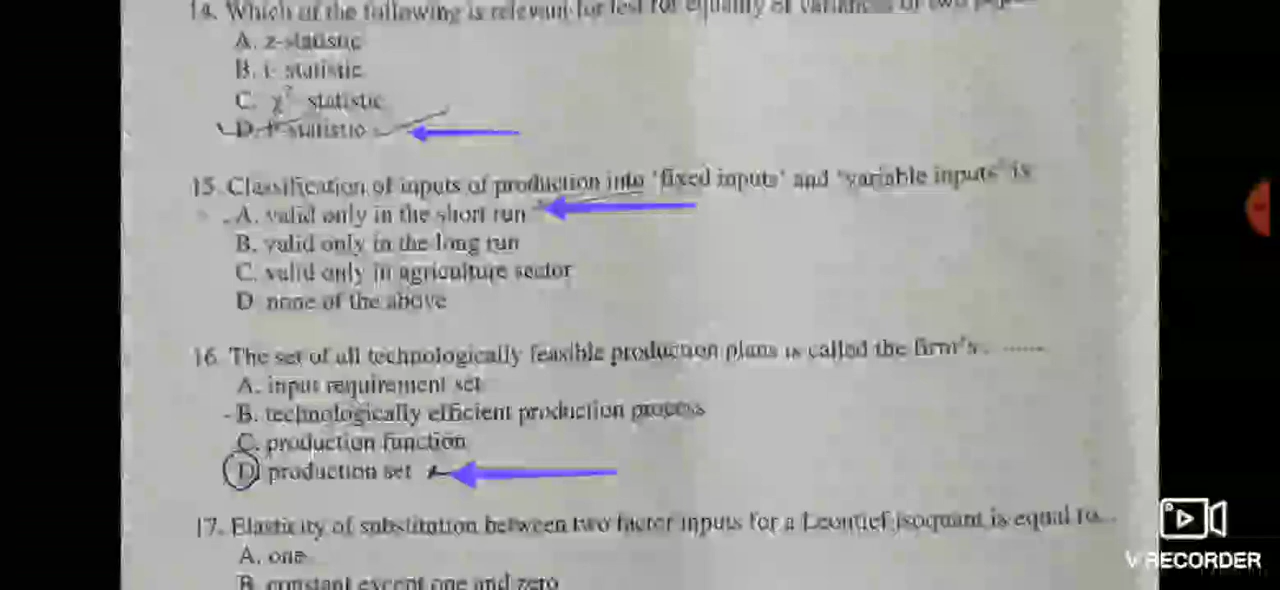 14. Which of the following is relevant for test for equality of variances of two
A. z-statistic
B. t- statistic
C. χ² statistic
D. F statistic
15. Classification of inputs of production into 'fixed inputs' and 'variable inputs' is
A. valid only in the short run
B. valid only in the long run
C. valid only in agriculture sector
D none of the above
16. The set of all technologically feasible production plans is called the firm's. ......
A. input requirement set
B. technologically efficient production process
C. production function
D production set
17. Elasticity of substitution between two factor inputs for a Leontief isoquant is equal to...
A. one
B. constant except one and zero
RECORDER